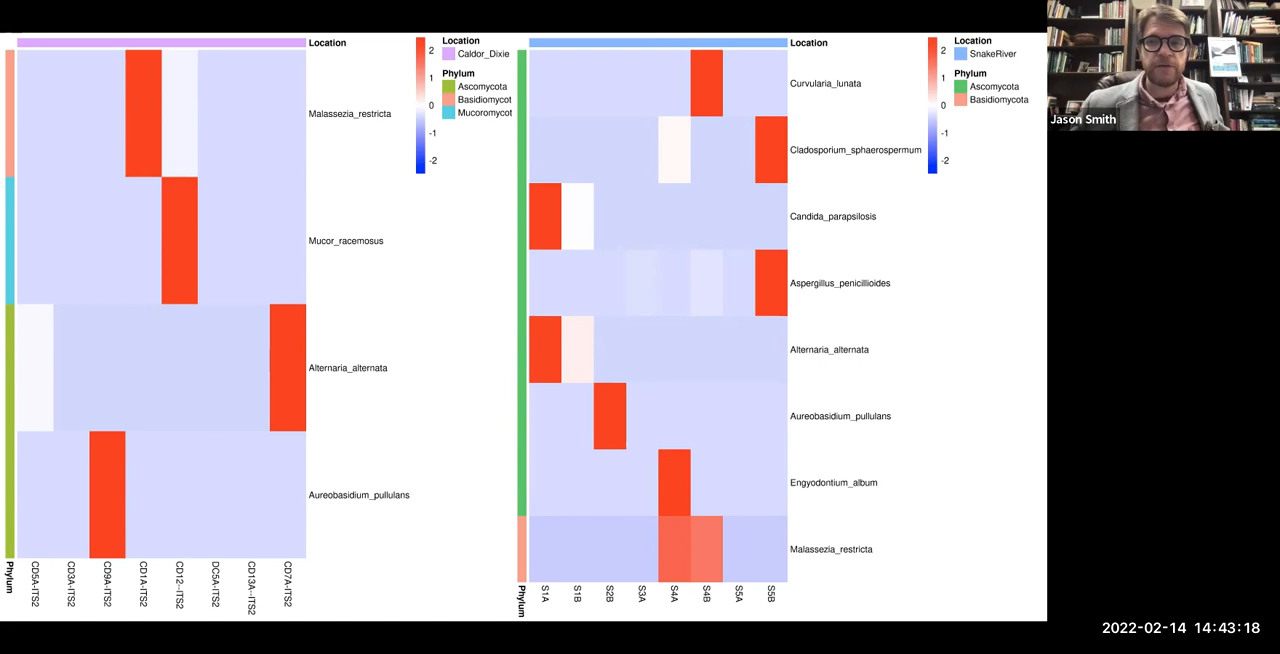 Location
2
1
0
-1
-2
Location
Caldor_Dixie
Phylum
Ascomycota
Basidiomycot
Mucoromycot
Malassezia_restricta
Mucor_racemosus
Alternaria_alternata
Aureobasidium_pullulans
Phylum
CD5A-ITS2
CD3A-ITS2
CD9A-ITS2
CD1A-ITS2
CD12--ITS2
DC5A-ITS2
CD13A--ITS2
CD7A-ITS2
Location
2
1
0
-1
-2
Location
SnakeRiver
Phylum
Ascomycota
Basidiomycota
Curvularia_lunata
Cladosporium_sphaerospermum
Candida_parapsilosis
Aspergillus_penicillioides
Alternaria_alternata
Aureobasidium_pullulans
Engyodontium_album
Malassezia_restricta
Phylum
S1A
S1B
S2B
S3A
S4A
S4B
S5A
S5B
Jason Smith
2022-02-14 14:43:18